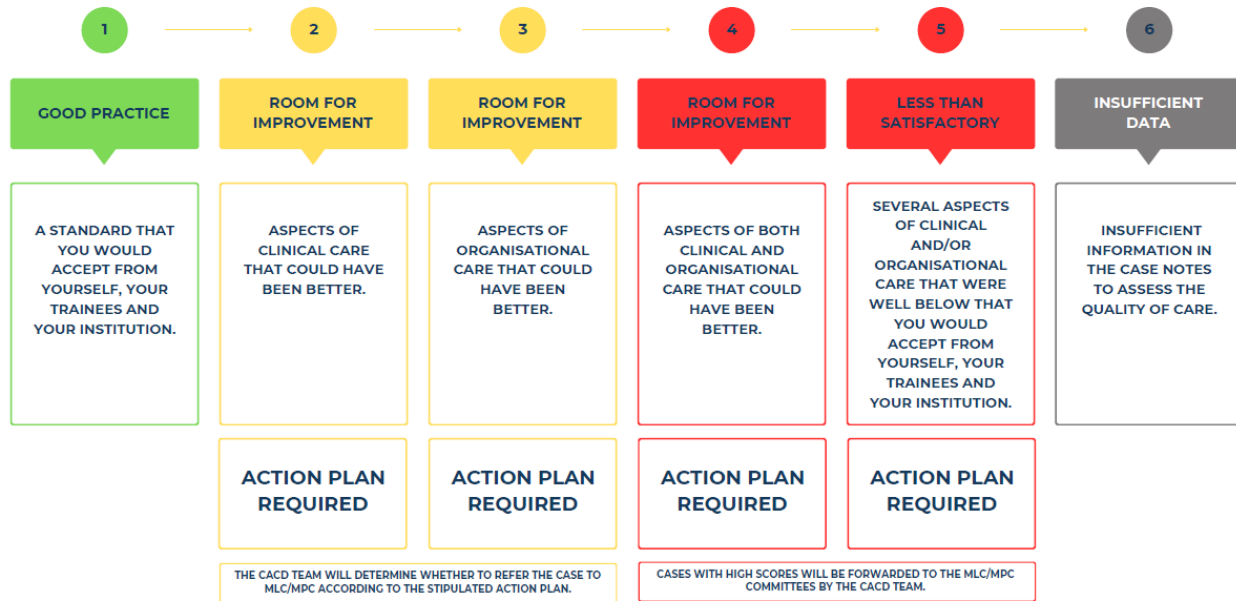 1
2
3
4
5
6
GOOD PRACTICE
ROOM FOR
IMPROVEMENT
ROOM FOR
IMPROVEMENT
ROOM FOR
IMPROVEMENT
LESS THAN
SATISFACTORY
INSUFFICIENT
DATA
A STANDARD THAT
YOU WOULD
ACCEPT FROM
YOURSELF, YOUR
TRAINEES AND
YOUR INSTITUTION.
ASPECTS OF
CLINICAL CARE
THAT COULD HAVE
BEEN BETTER.
ASPECTS OF
ORGANISATIONAL
CARE THAT COULD
HAVE BEEN
BETTER.
ASPECTS OF BOTH
CLINICAL AND
ORGANISATIONAL
CARE THAT COULD
HAVE BEEN
BETTER.
SEVERAL ASPECTS
OF CLINICAL
AND/OR
ORGANISATIONAL
CARE THAT WERE
WELL BELOW THAT
YOU WOULD
ACCEPT FROM
YOURSELF, YOUR
TRAINEES AND
YOUR INSTITUTION.
INSUFFICIENT
INFORMATION IN
THE CASE NOTES
TO ASSESS THE
QUALITY OF CARE.
ACTION PLAN
REQUIRED
ACTION PLAN
REQUIRED
ACTION PLAN
REQUIRED
ACTION PLAN
REQUIRED
THE CACD TEAM WILL DETERMINE WHETHER TO REFER THE CASE TO
MLC/MPC ACCORDING TO THE STIPULATED ACTION PLAN.
CASES WITH HIGH SCORES WILL BE FORWARDED TO THE MLC/MPC
COMMITTEES BY THE CACD TEAM.